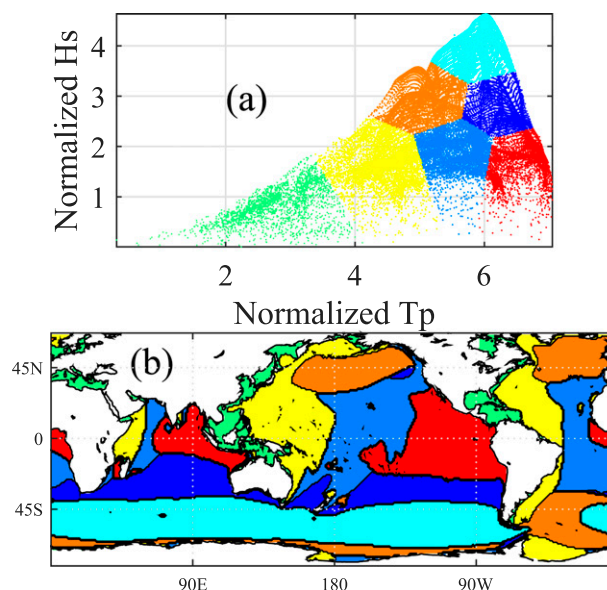 Normalized Hs
4
3
2
1
(a)
2 4 6
Normalized Tp
(b)
45N
0
45S
90E 180 90W